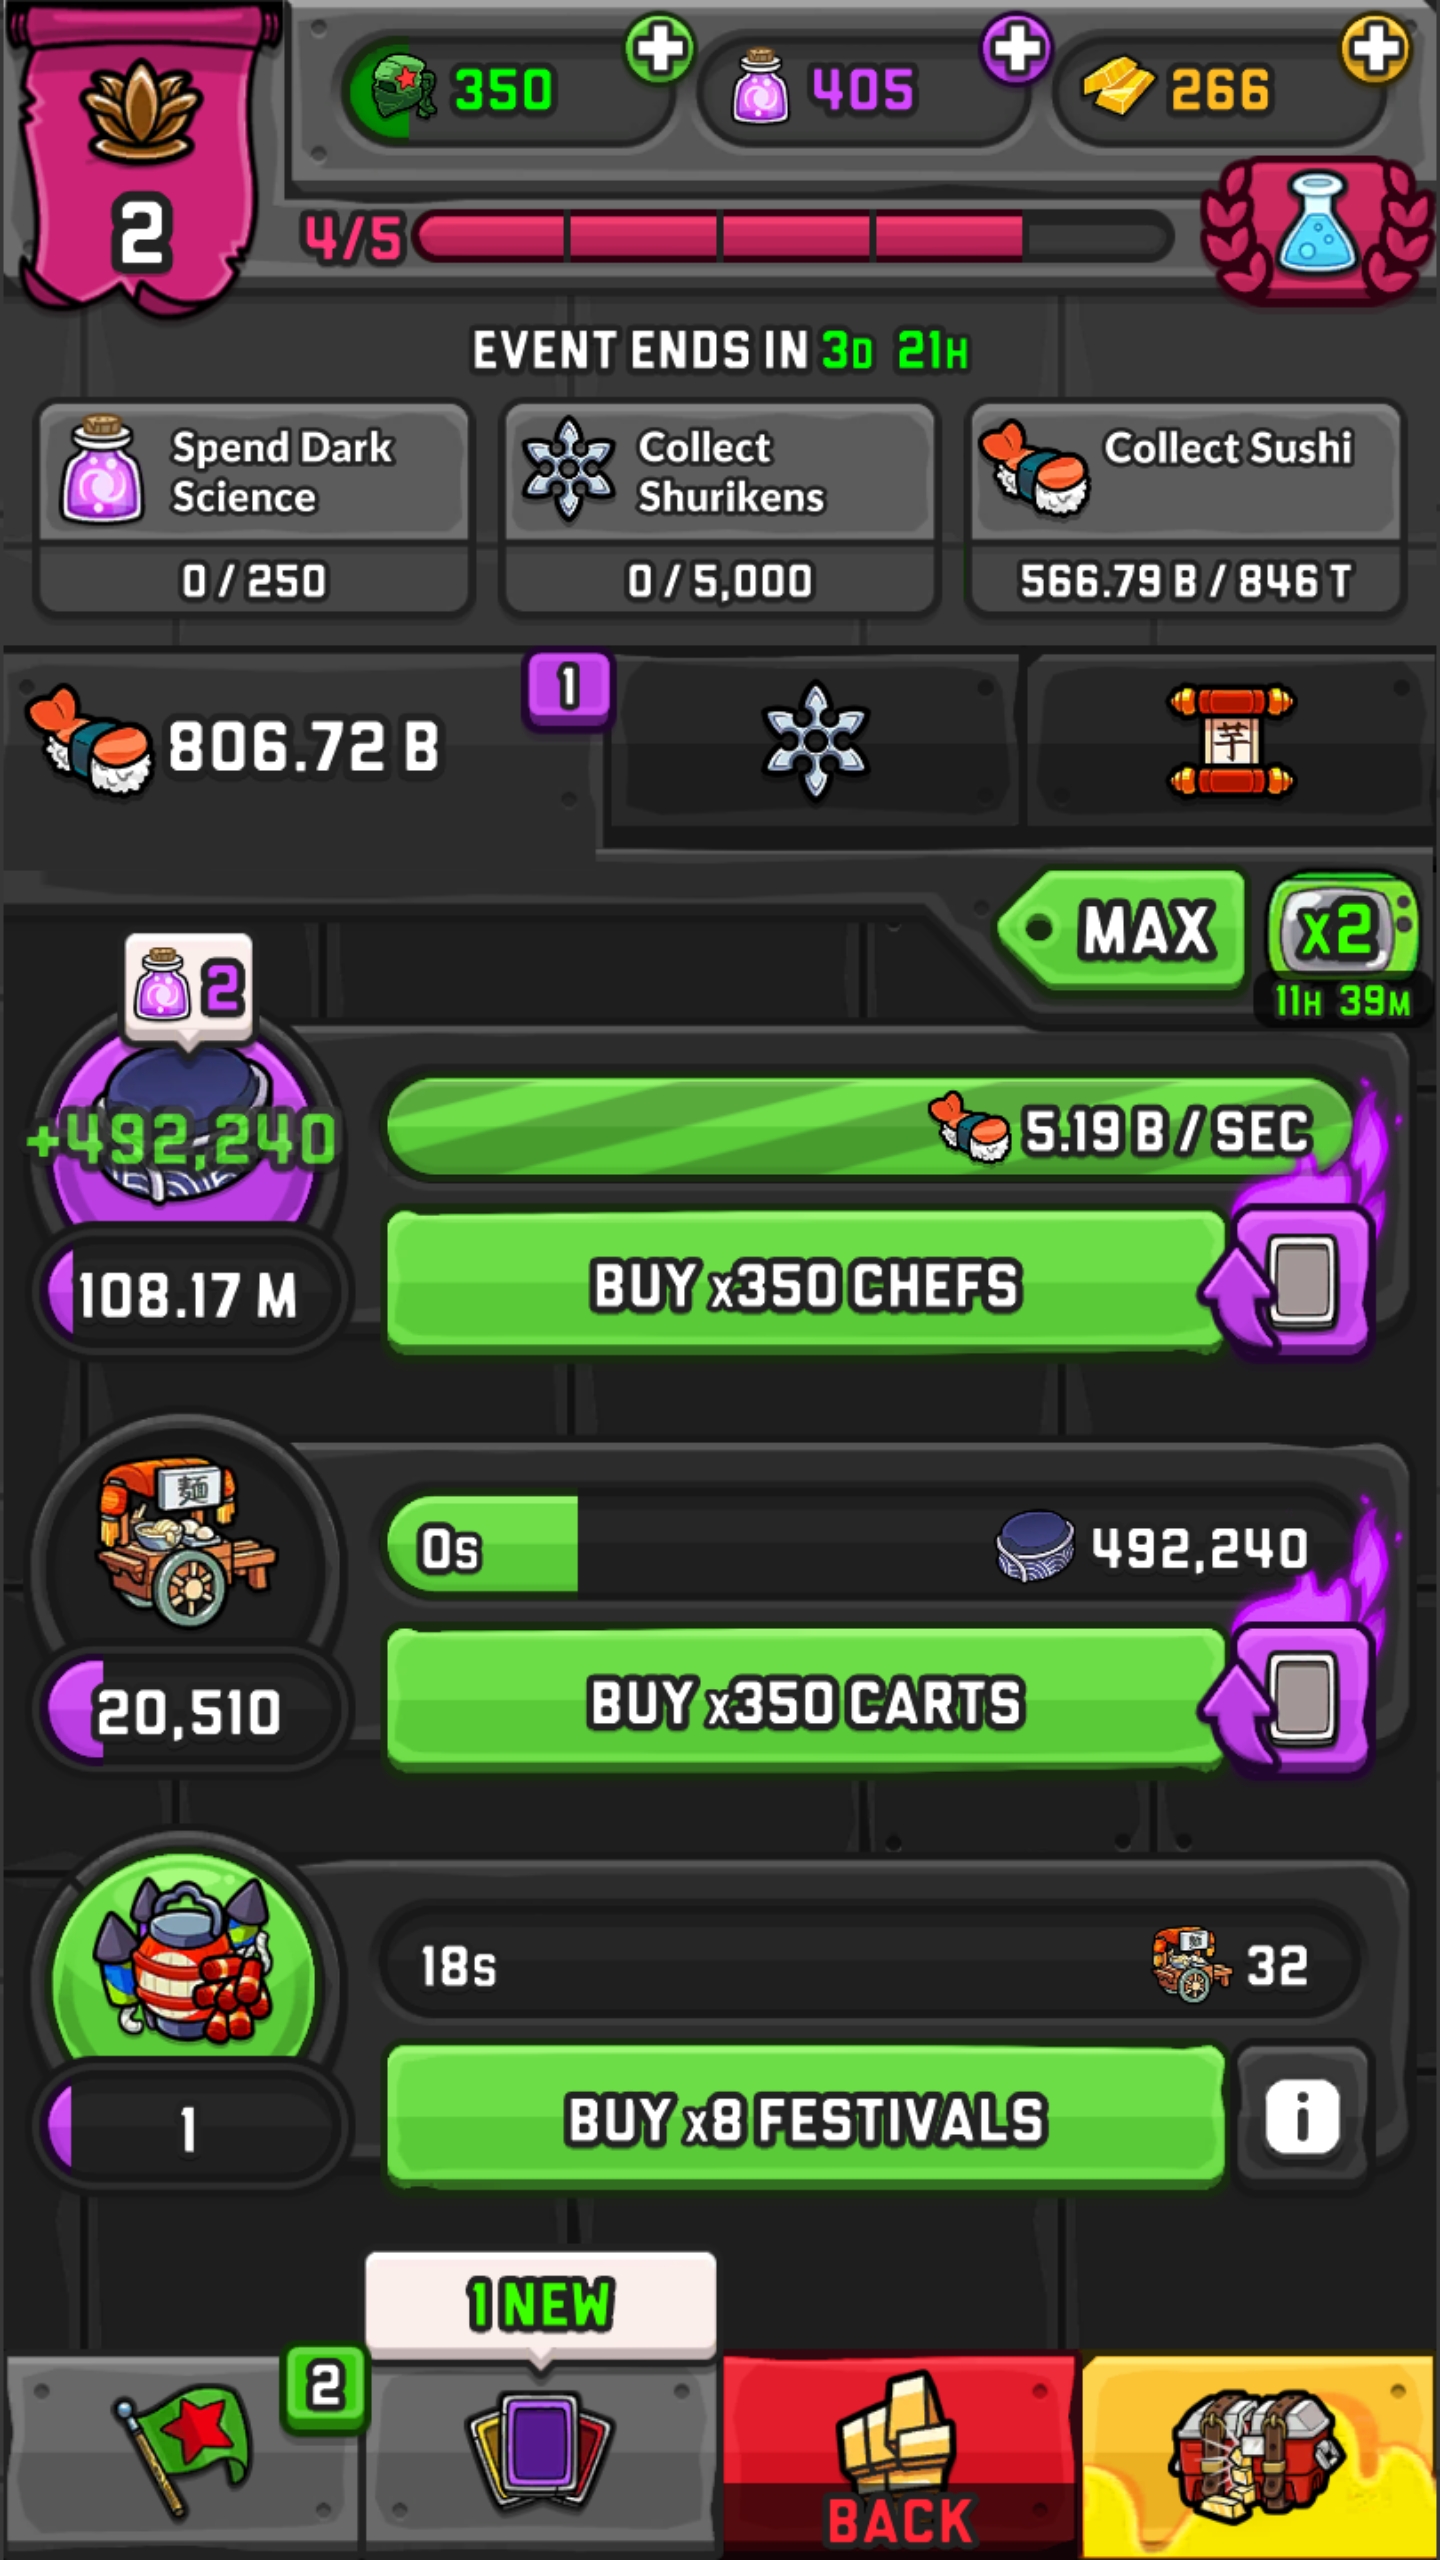 350
405
266
2
4/5
EVENT ENDS IN 3D 21H
Spend Dark
Science
0 / 250
Collect
Shurikens
0 / 5,000
Collect Sushi
566.79 B / 846 T
806.72 B
1
芋
MAX
x2
11H 39M
2
+492,240
5.19 B / SEC
108.17 M
BUY x350 CHEFS
麺
0s
492,240
20,510
BUY x350 CARTS
18s
32
1
BUY x8 FESTIVALS
i
1 NEW
2
BACK